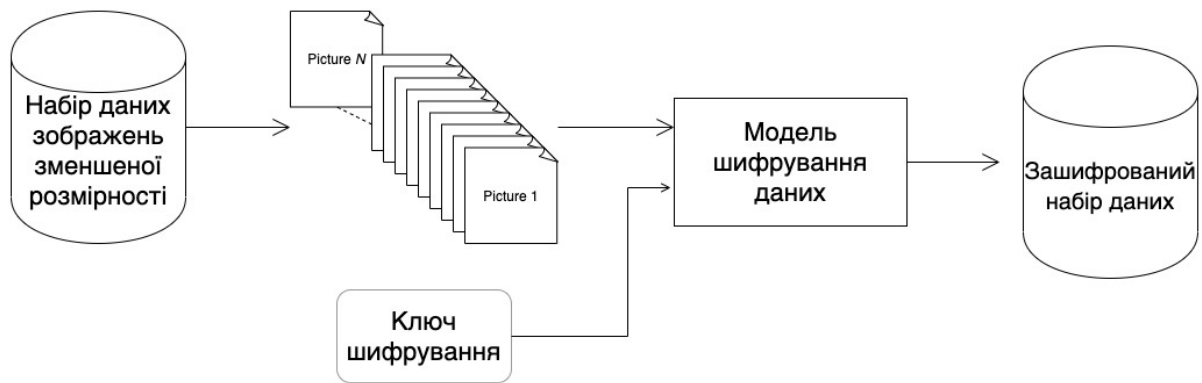 Набір даних
зображень
зменшеної
розмірності
Picture N
Picture 1
Модель
шифрування
даних
Зашифрований
набір даних
Ключ
шифрування